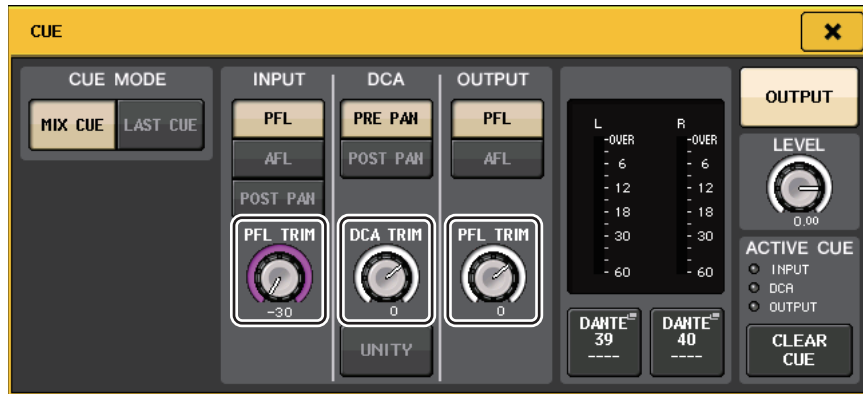 CUE
CUE MODE
MIX CUE
LAST CUE
INPUT
PFL
AFL
POST PAN
PFL TRIM
-30
DCA
PRE PAN
POST PAN
DCA TRIM
0
UNITY
OUTPUT
PFL
AFL
PFL TRIM
0
L R
-OVER -OVER
- 6 - 6
- 12 - 12
- 18 - 18
- 30 - 30
- 60 - 60
DANTE
39
----
DANTE
40
----
OUTPUT
LEVEL
0.00
ACTIVE CUE
INPUT
DCA
OUTPUT
CLEAR
CUE